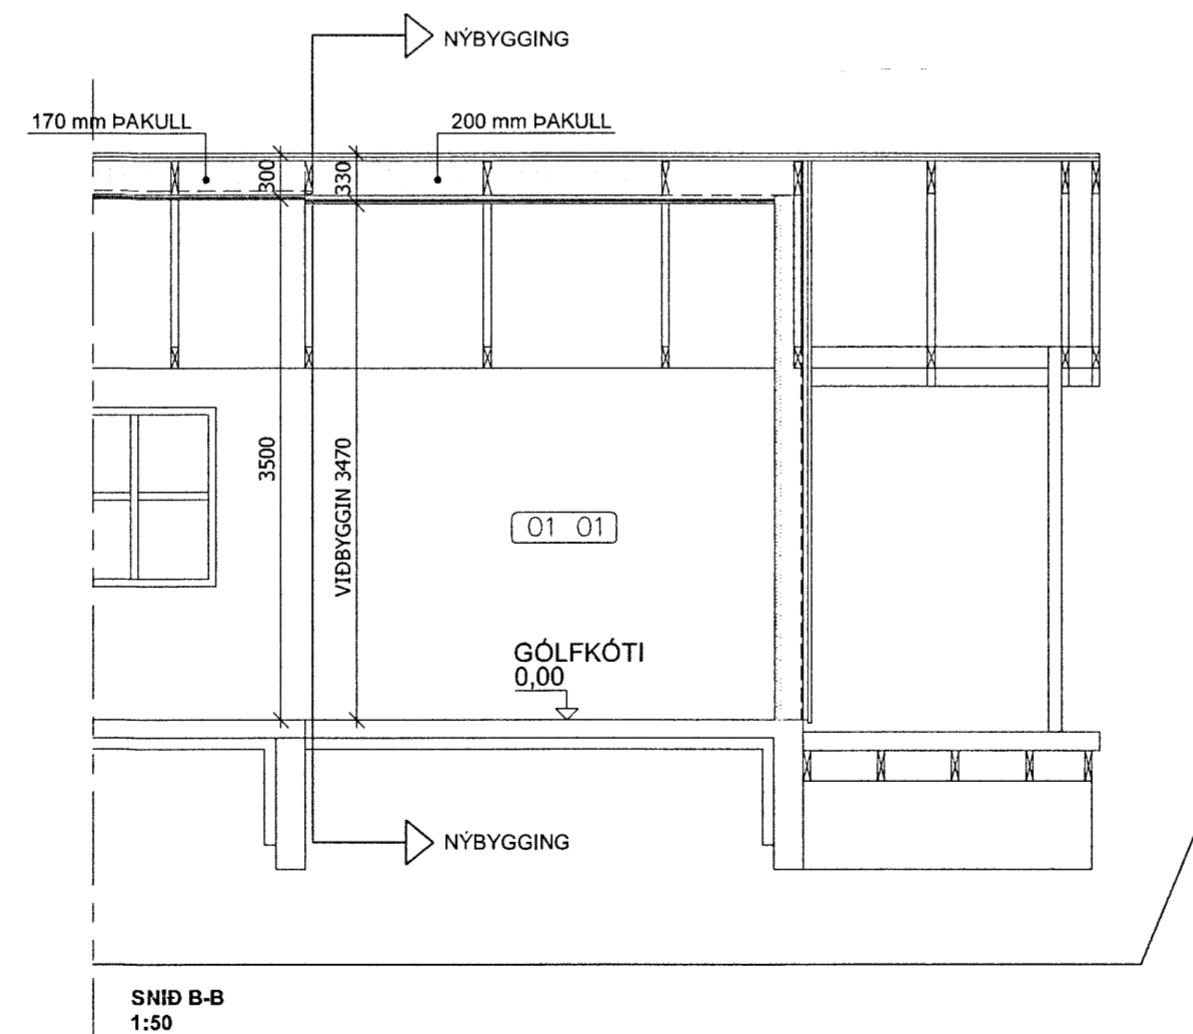 NÝBYGGING
170 mm ÞAKULL
200 mm ÞAKULL
300
330
3500
VIÐBYGGIN 3470
01 01
GÓLFKÓTI
0,00
NÝBYGGING
SNIÐ B-B
1:50